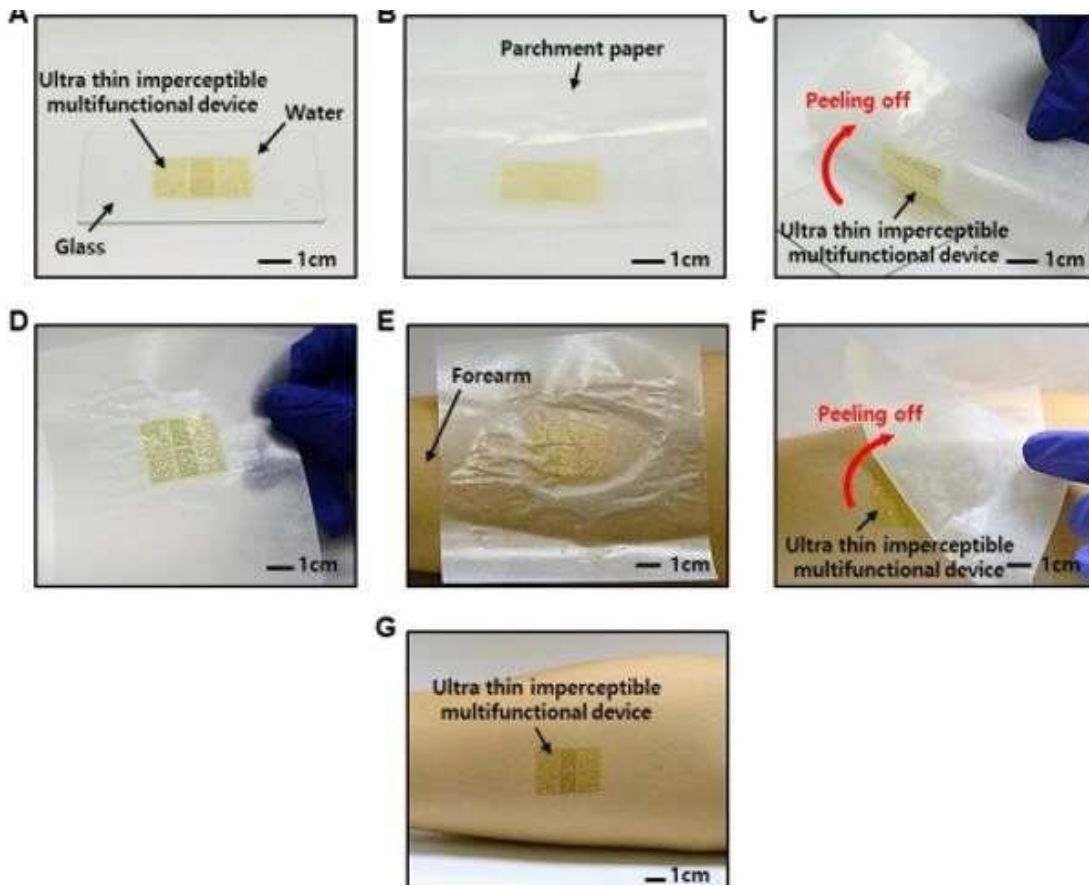 A
Ultra thin imperceptible
multifunctional device
Water
Glass
1cm
B
Parchment paper
1cm
C
Peeling off
Ultra thin imperceptible
multifunctional device
1cm
D
1cm
E
Forearm
1cm
F
Peeling off
Ultra thin imperceptible
multifunctional device
1cm
G
Ultra thin imperceptible
multifunctional device
1cm